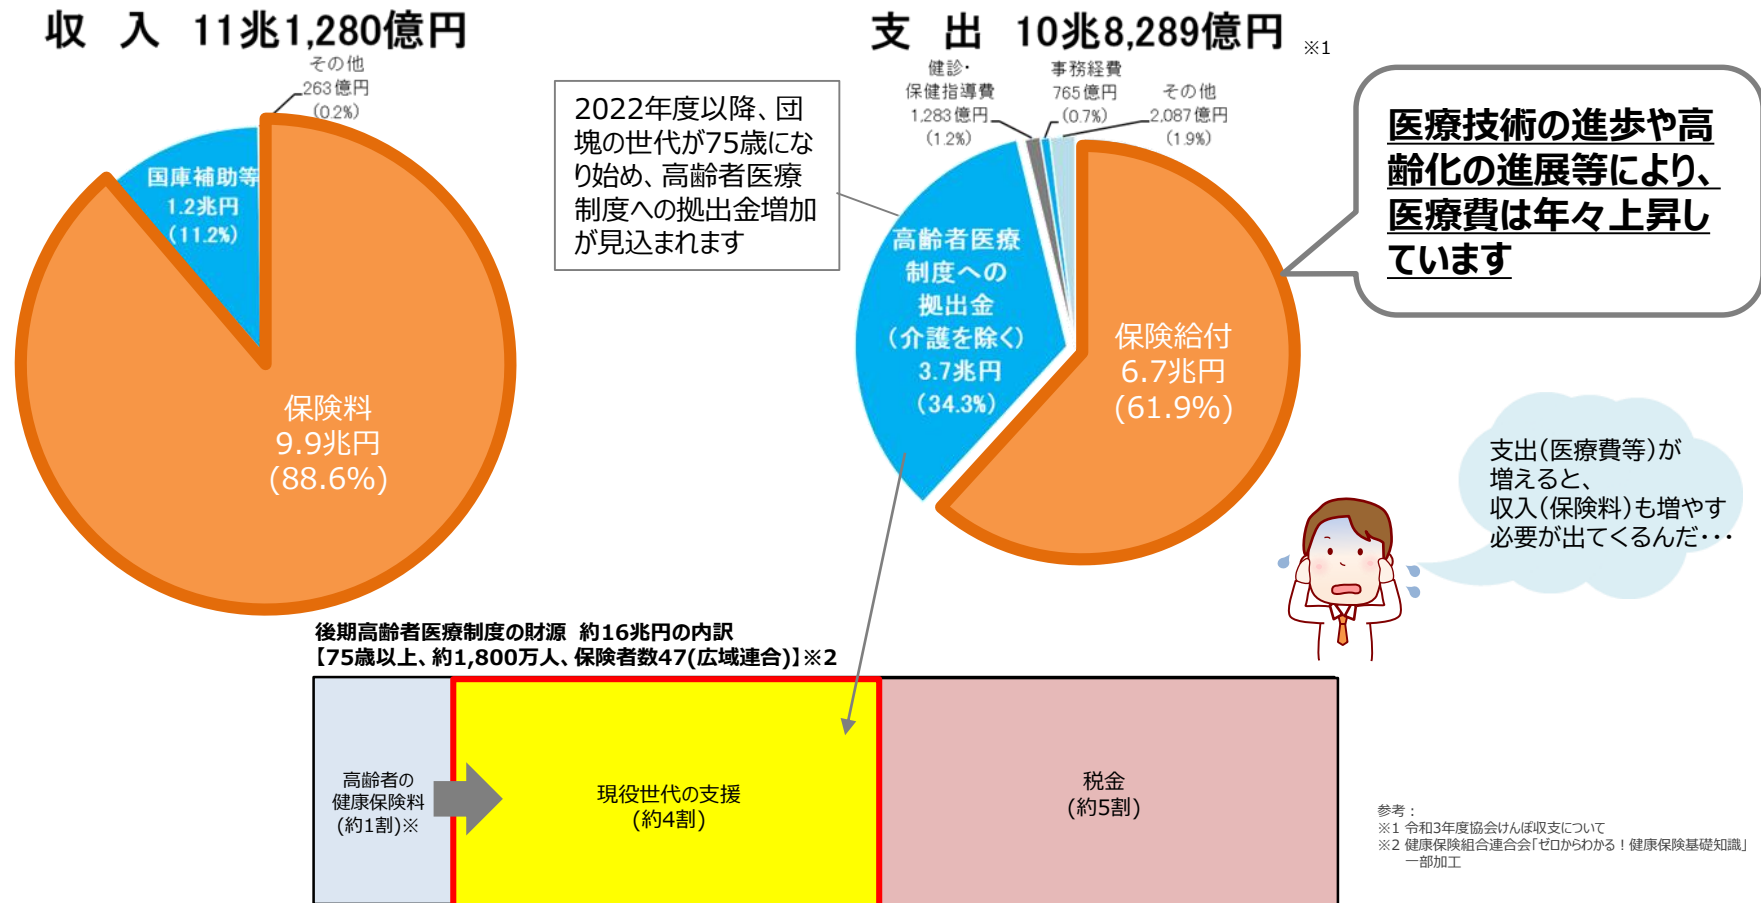 収 入 11兆1,280億円
その他
263億円
(0.2%)
国庫補助等
1.2兆円
(11.2%)
保険料
9.9兆円
(88.6%)
支 出 10兆8,289億円 ※1
2022年度以降、団
塊の世代が75歳にな
り始め、高齢者医療
制度への拠出金増加
が見込まれます
健診・
保健指導費
1,283億円
(1.2%)
事務経費
765億円
(0.7%)
その他
2,087億円
(1.9%)
高齢者医療
制度への
拠出金
(介護を除く)
3.7兆円
(34.3%)
保険給付
6.7兆円
(61.9%)
医療技術の進歩や高
齢化の進展等により、
医療費は年々上昇し
ています
支出(医療費等)が
増えると、
収入(保険料)も増やす
必要が出てくるんだ・・・
後期高齢者医療制度の財源 約16兆円の内訳
【75歳以上、約1,800万人、保険者数47(広域連合)】※2
高齢者の
健康保険料
(約1割)※
現役世代の支援
(約4割)
税金
(約5割)
参考：
※1 令和3年度協会けんぽ収支について
※2 健康保険組合連合会「ゼロからわかる！健康保険基礎知識」
一部加工